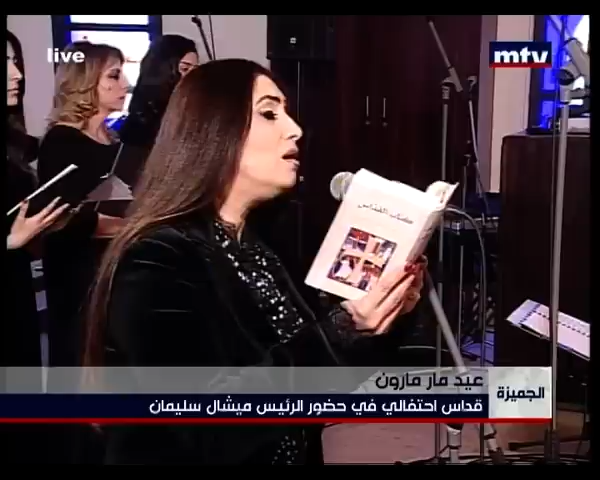 live
mtv
كتاب القداس
الجميزة
عيد مار مارون
قداس احتفالي في حضور الرئيس ميشال سليمان